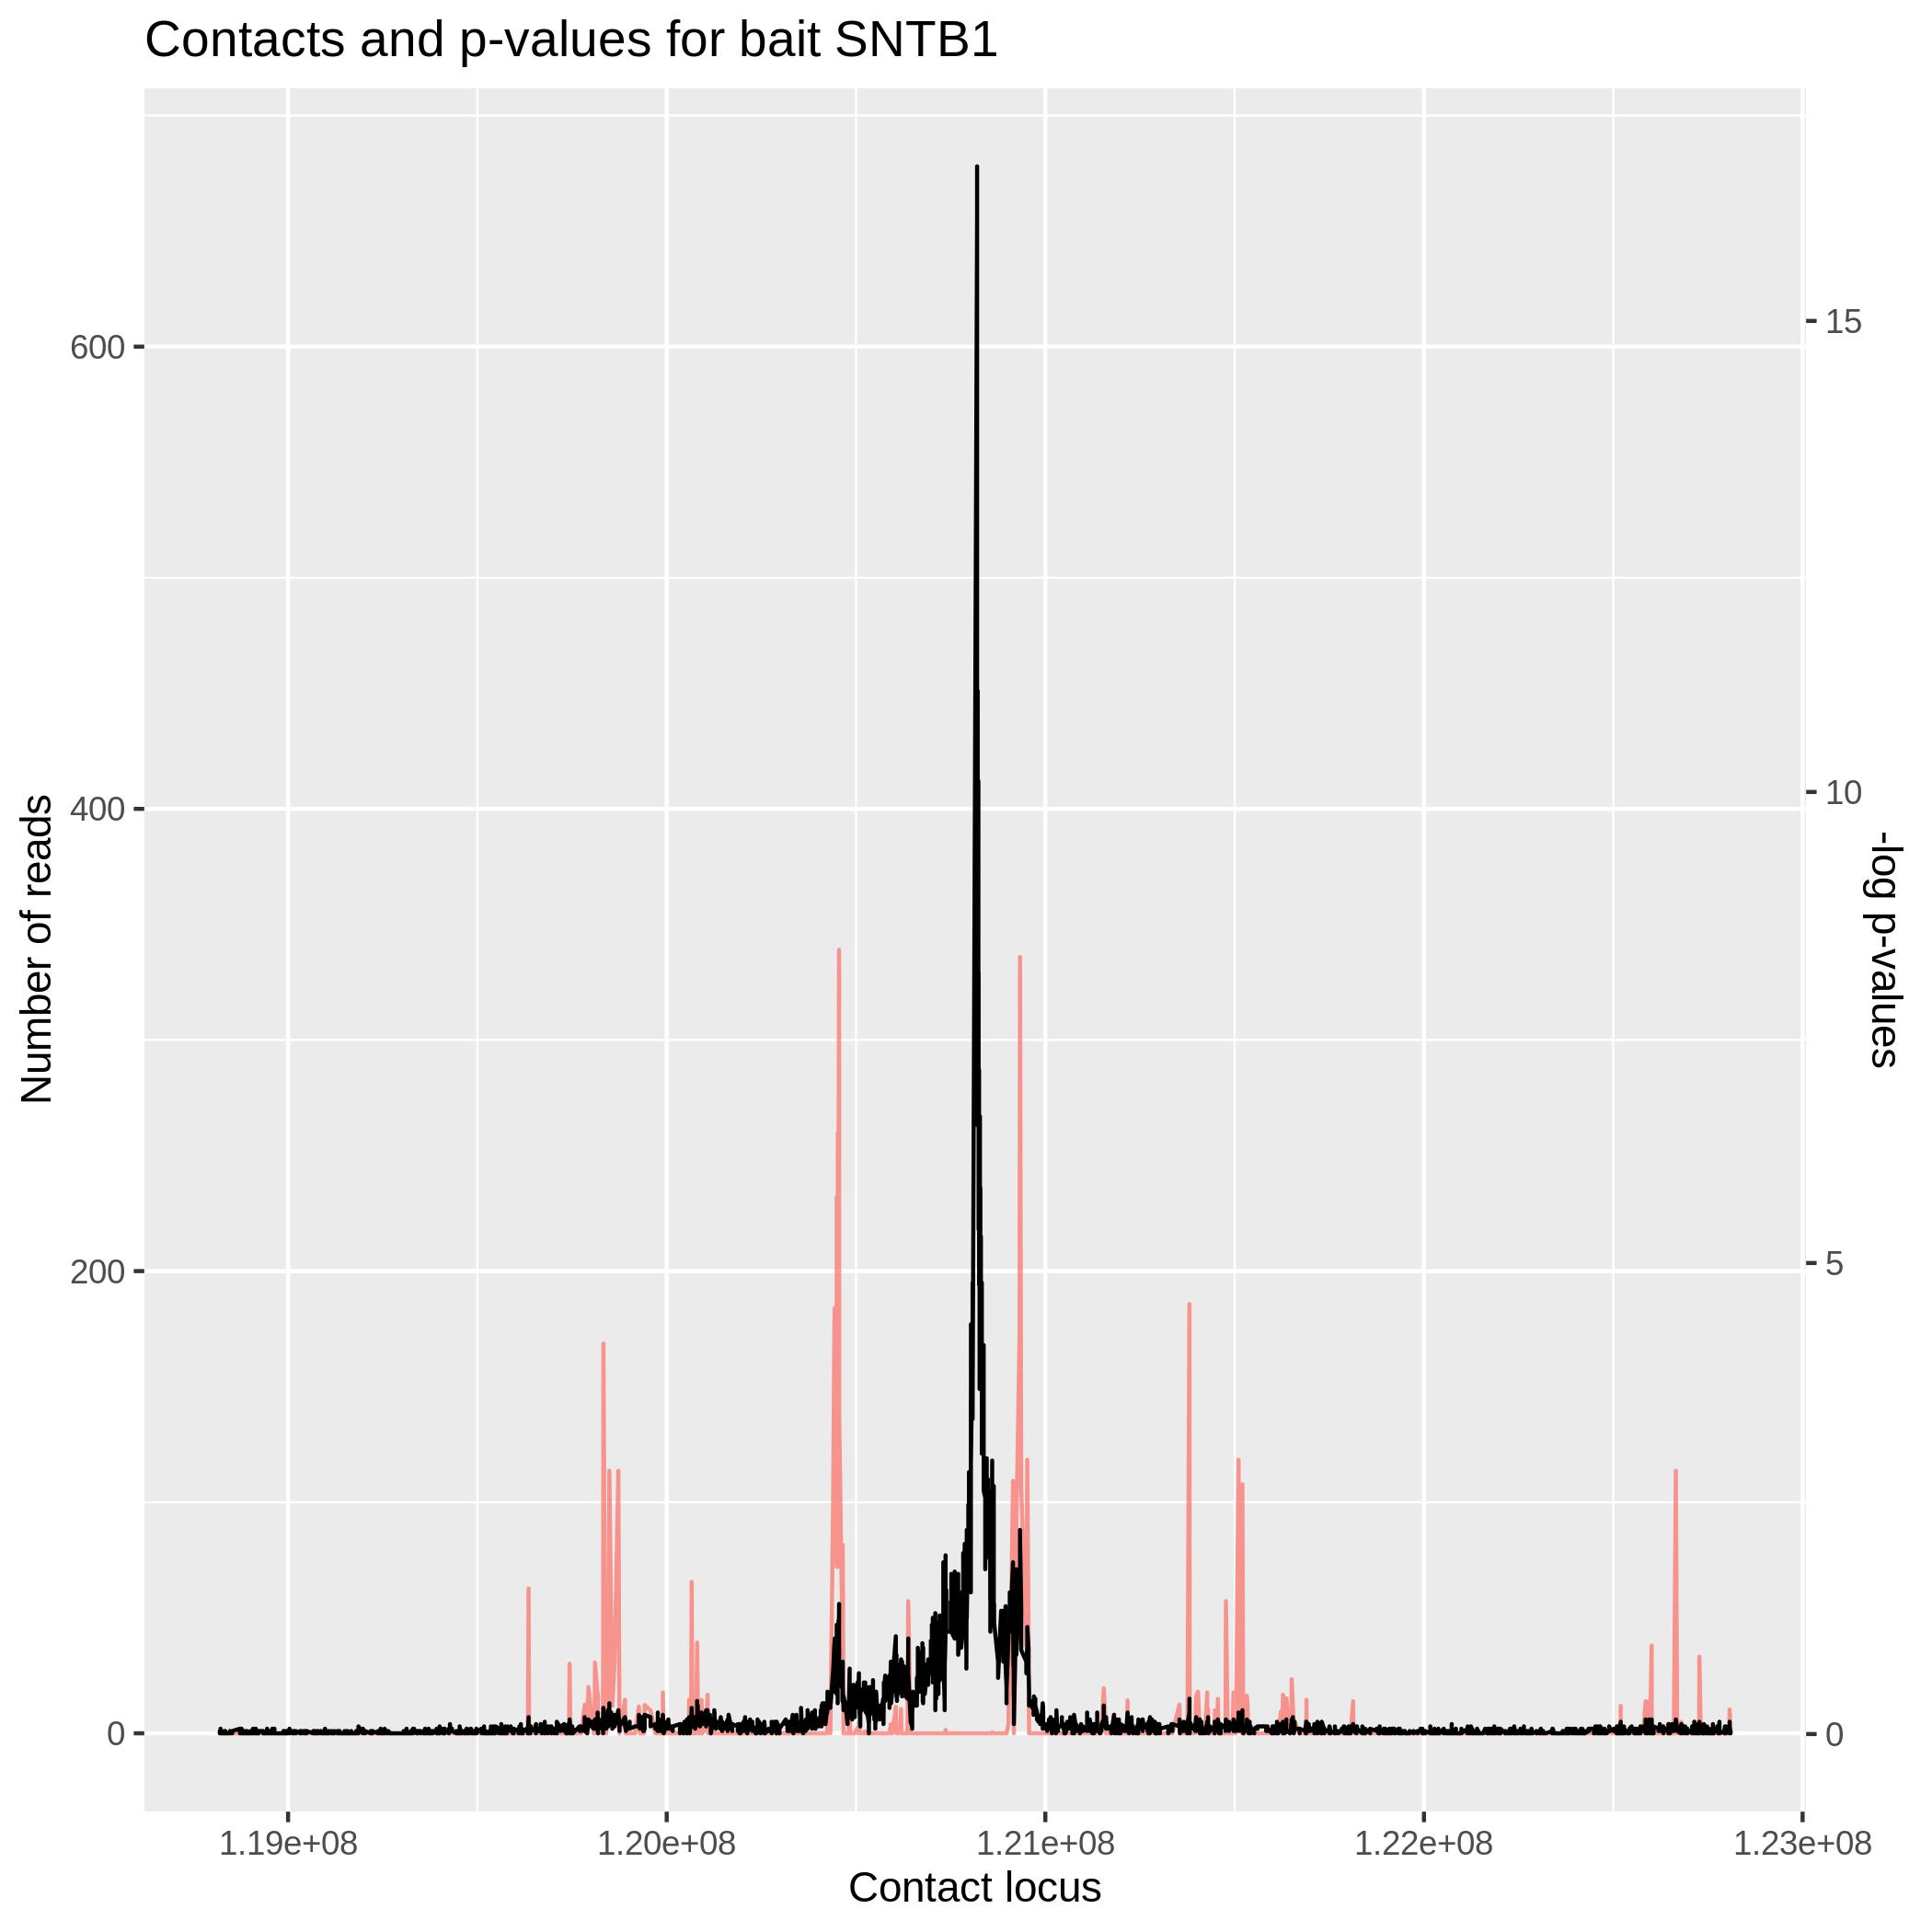 Contacts and p-values for bait SNTB1
Number of reads
600
400
200
0
15
10
5
0
-log p-values
1.19e+08 1.20e+08 1.21e+08 1.22e+08 1.23e+08
Contact locus